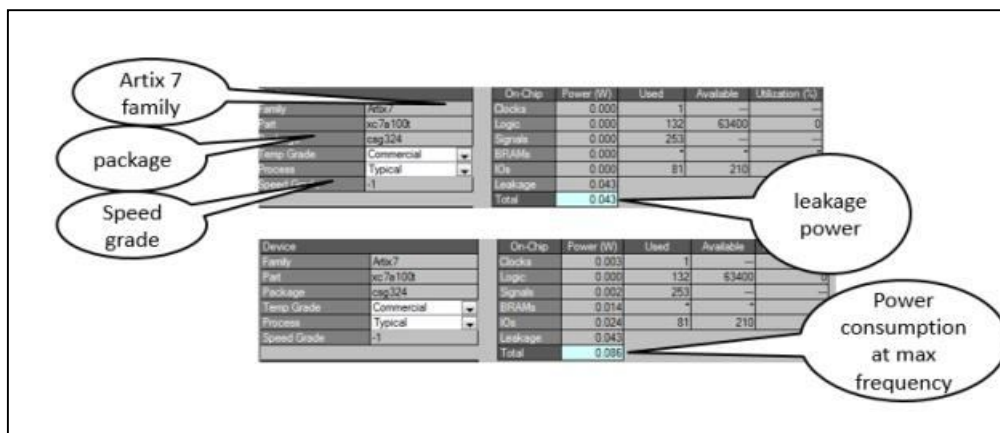 Artix 7
family
package
Speed
grade
Family Artix7
Part xc7a100t
csg324
Temp Grade Commercial
Process Typical
Speed Grade -1
On-Chip Power (W) Used Available Utilization (%)
Clocks 0.000 1 --- ---
Logic 0.000 132 63400 0
Signals 0.000 253 --- ---
BRAMs 0.000 * *
IOs 0.000 81 210
Leakage 0.043
Total 0.043
leakage
power
Device
Family Artix7
Part xc7a100t
Package csg324
Temp Grade Commercial
Process Typical
Speed Grade -1
On-Chip Power (W) Used Available
Clocks 0.003 1 ---
Logic 0.000 132 63400 0
Signals 0.002 253 --- ---
BRAMs 0.014 * *
IOs 0.024 81 210
Leakage 0.043
Total 0.086
Power
consumption
at max
frequency